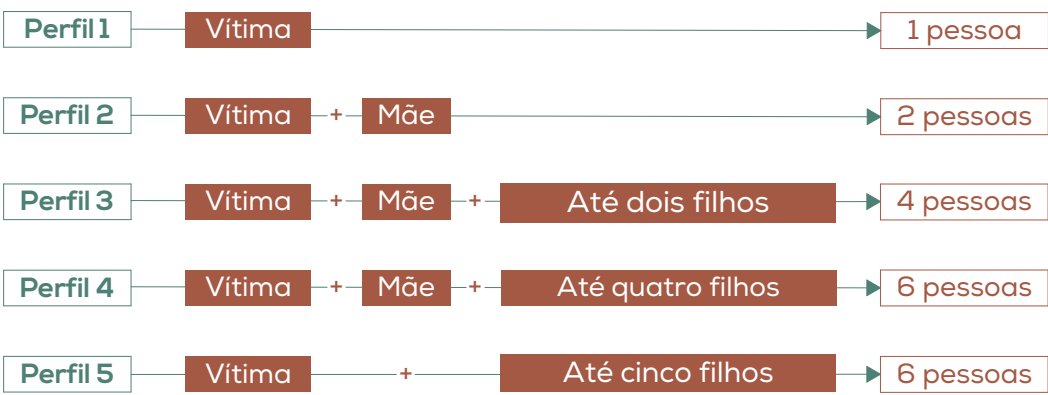 Perfil 1 Vítima 1 pessoa
Perfil 2 Vítima + Mãe 2 pessoas
Perfil 3 Vítima + Mãe + Até dois filhos 4 pessoas
Perfil 4 Vítima + Mãe + Até quatro filhos 6 pessoas
Perfil 5 Vítima + Até cinco filhos 6 pessoas